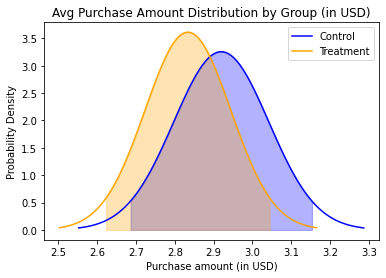 Avg Purchase Amount Distribution by Group (in USD)
Control
Treatment
Probability Density
3.5
3.0
2.5
2.0
1.5
1.0
0.5
0.0
2.5 2.6 2.7 2.8 2.9 3.0 3.1 3.2 3.3
Purchase amount (in USD)